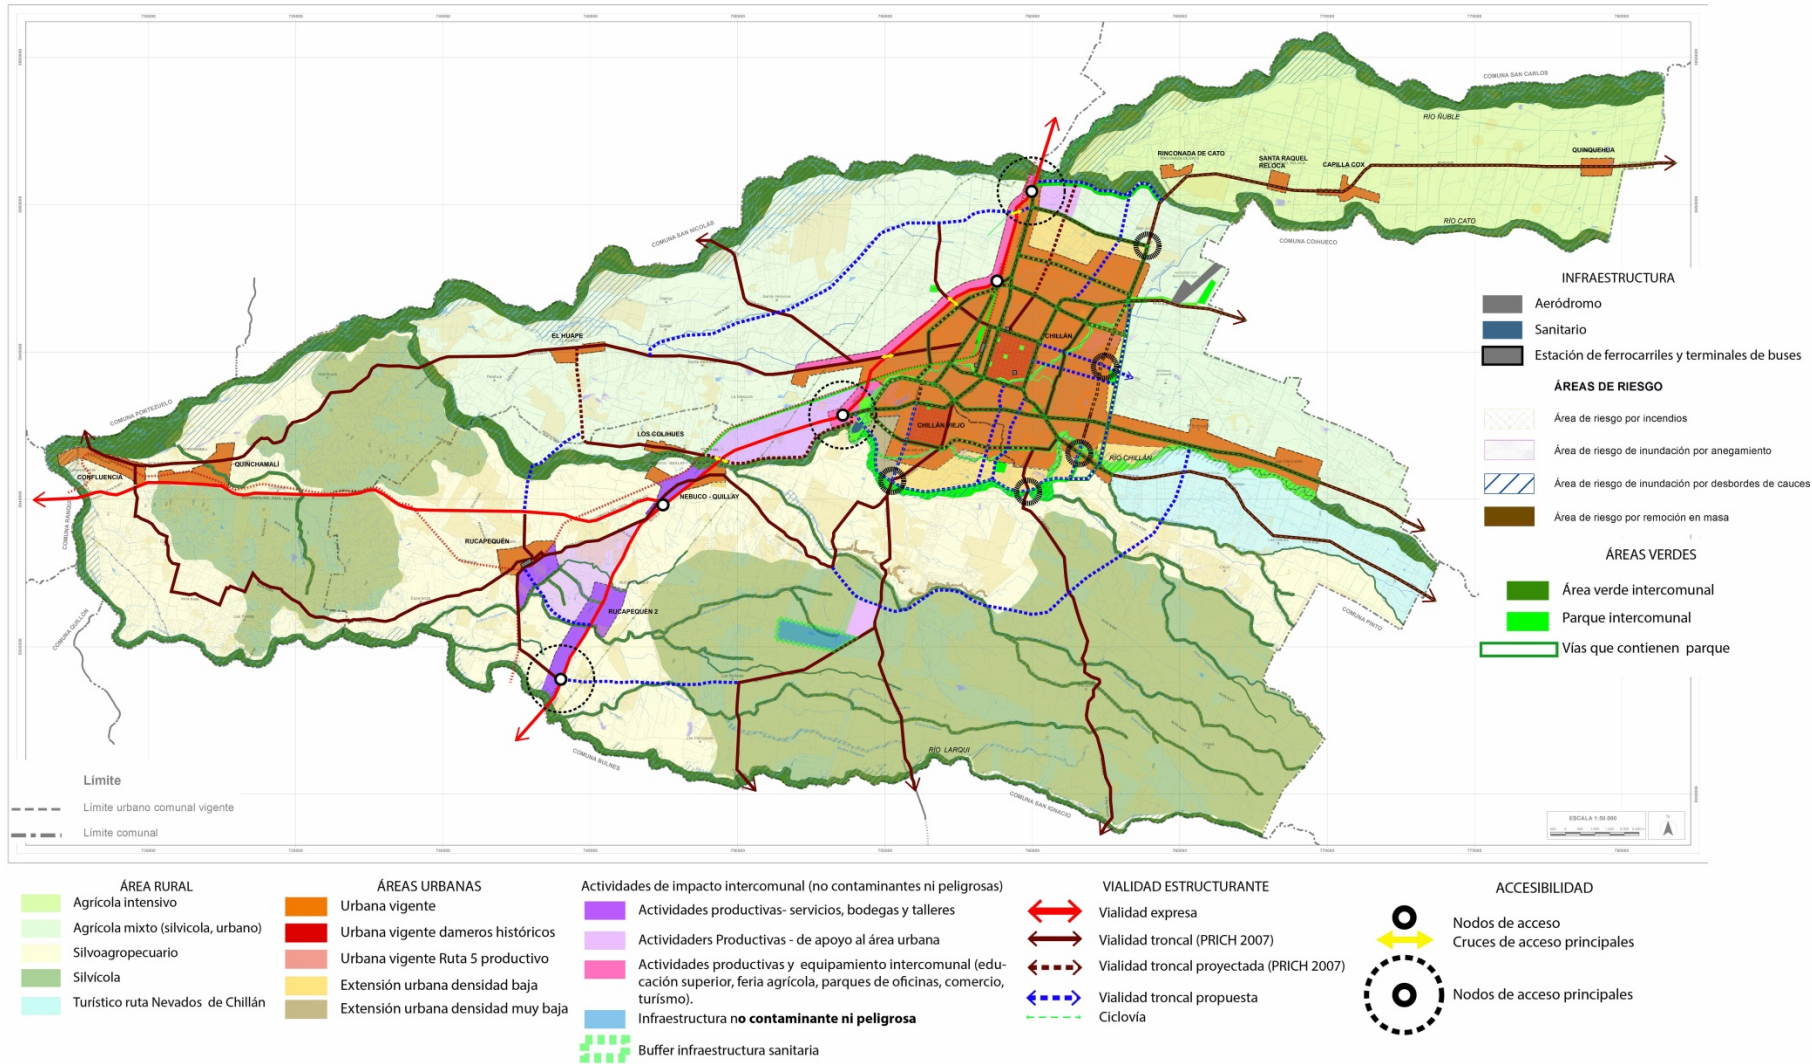 COMUNA SAN CARLOS
RÍO ÑUBLE
RINCONADA DE CATO
SANTA RAQUEL
RELOCA
CAPILLA COX
QUINQUEHUA
RÍO CATO
COMUNA COIHUECO
COMUNA SAN NICOLÁS
EL HUAPE
CHILLÁN
COMUNA PORTEZUELO
LOS COLIHUES
CHILLÁN VIEJO
RÍO CHILLÁN
QUINCHAMALÍ
CONFLUENCIA
NEBUCO - QUILLAY
COMUNA RANQUIL
RUCAPEQUÉN
RUCAPEQUÉN 2
COMUNA QUILLÓN
COMUNA PINTO
RÍO LARQUI
COMUNA BULNES
COMUNA SAN IGNACIO
INFRAESTRUCTURA
Aeródromo
Sanitario
Estación de ferrocarriles y terminales de buses
ÁREAS DE RIESGO
Área de riesgo por incendios
Área de riesgo de inundación por anegamiento
Área de riesgo de inundación por desbordes de cauces
Área de riesgo por remoción en masa
ÁREAS VERDES
Área verde intercomunal
Parque intercomunal
Vías que contienen parque
Límite
Límite urbano comunal vigente
Límite comunal
ESCALA 1:50.000
N
ÁREA RURAL
Agrícola intensivo
Agrícola mixto (silvicola, urbano)
Silvoagropecuario
Silvícola
Turístico ruta Nevados de Chillán
ÁREAS URBANAS
Urbana vigente
Urbana vigente dameros históricos
Urbana vigente Ruta 5 productivo
Extensión urbana densidad baja
Extensión urbana densidad muy baja
Actividades de impacto intercomunal (no contaminantes ni peligrosas)
Actividades productivas- servicios, bodegas y talleres
Actividaders Productivas - de apoyo al área urbana
Actividades productivas y equipamiento intercomunal (edu-
cación superior, feria agrícola, parques de oficinas, comercio,
turísmo).
Infraestructura no contaminante ni peligrosa
Buffer infraestructura sanitaria
VIALIDAD ESTRUCTURANTE
Vialidad expresa
Vialidad troncal (PRICH 2007)
Vialidad troncal proyectada (PRICH 2007)
Vialidad troncal propuesta
Ciclovía
ACCESIBILIDAD
Nodos de acceso
Cruces de acceso principales
Nodos de acceso principales